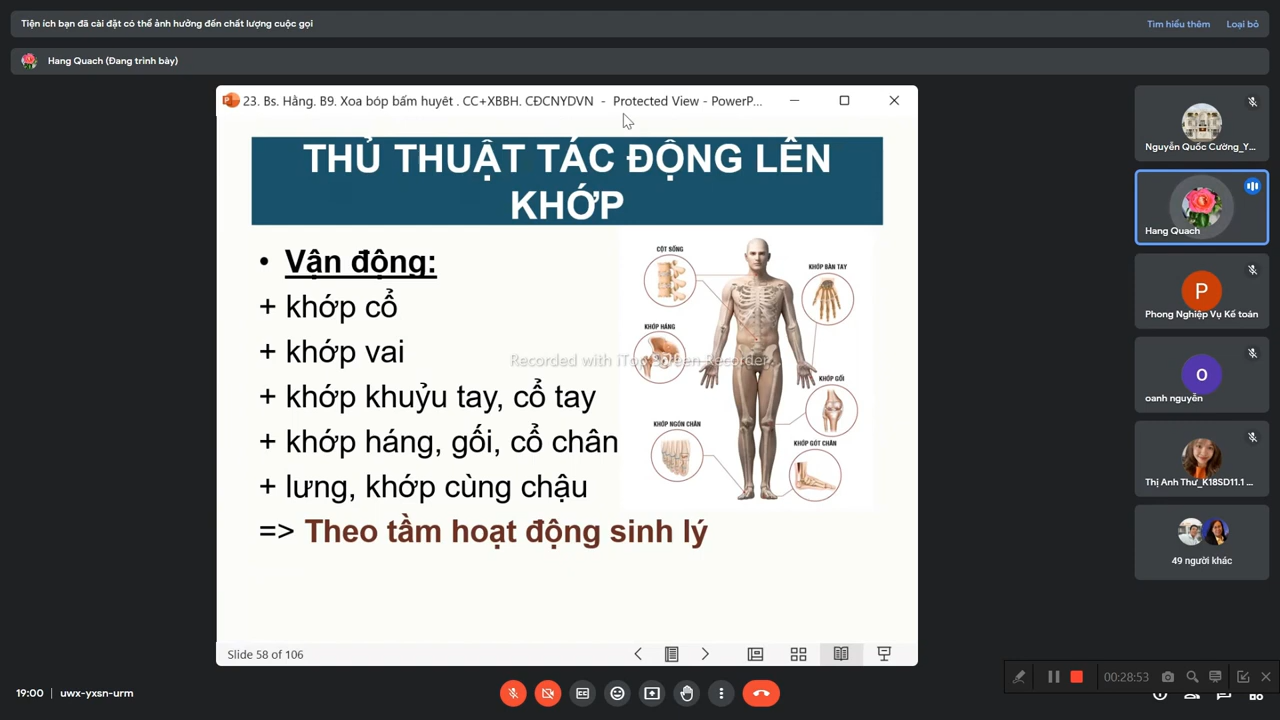 Tiện ích bạn đã cài đặt có thể ảnh hưởng đến chất lượng cuộc gọi
Tìm hiểu thêm
Loại bỏ
Hang Quach (Đang trình bày)
23. Bs. Hằng. B9. Xoa bóp bấm huyệt . CC+XBBH. CĐCNYDVN - Protected View - PowerP...
THỦ THUẬT TÁC ĐỘNG LÊN
KHỚP
• Vận động:
+ khớp cổ
+ khớp vai
+ khớp khuỷu tay, cổ tay
+ khớp háng, gối, cổ chân
+ lưng, khớp cùng chậu
=> Theo tầm hoạt động sinh lý
CỘT SỐNG
KHỚP BÀN TAY
KHỚP HÁNG
KHỚP GỐI
KHỚP NGÓN CHÂN
KHỚP GÓT CHÂN
Recorded with iTop Screen Recorder
Slide 58 of 106
Nguyễn Quốc Cường_Y...
Hang Quach
P
Phong Nghiệp Vụ Kế toán
o
oanh nguyễn
Thị Anh Thư_K18SD11.1 ...
49 người khác
19:00 | uwx-yxsn-urm
00:28:53